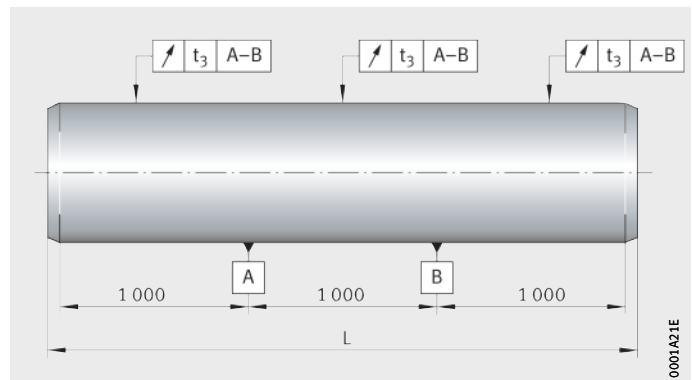 t3 A–B t3 A–B t3 A–B
A B
1 000 1 000 1 000
L
0001A21E